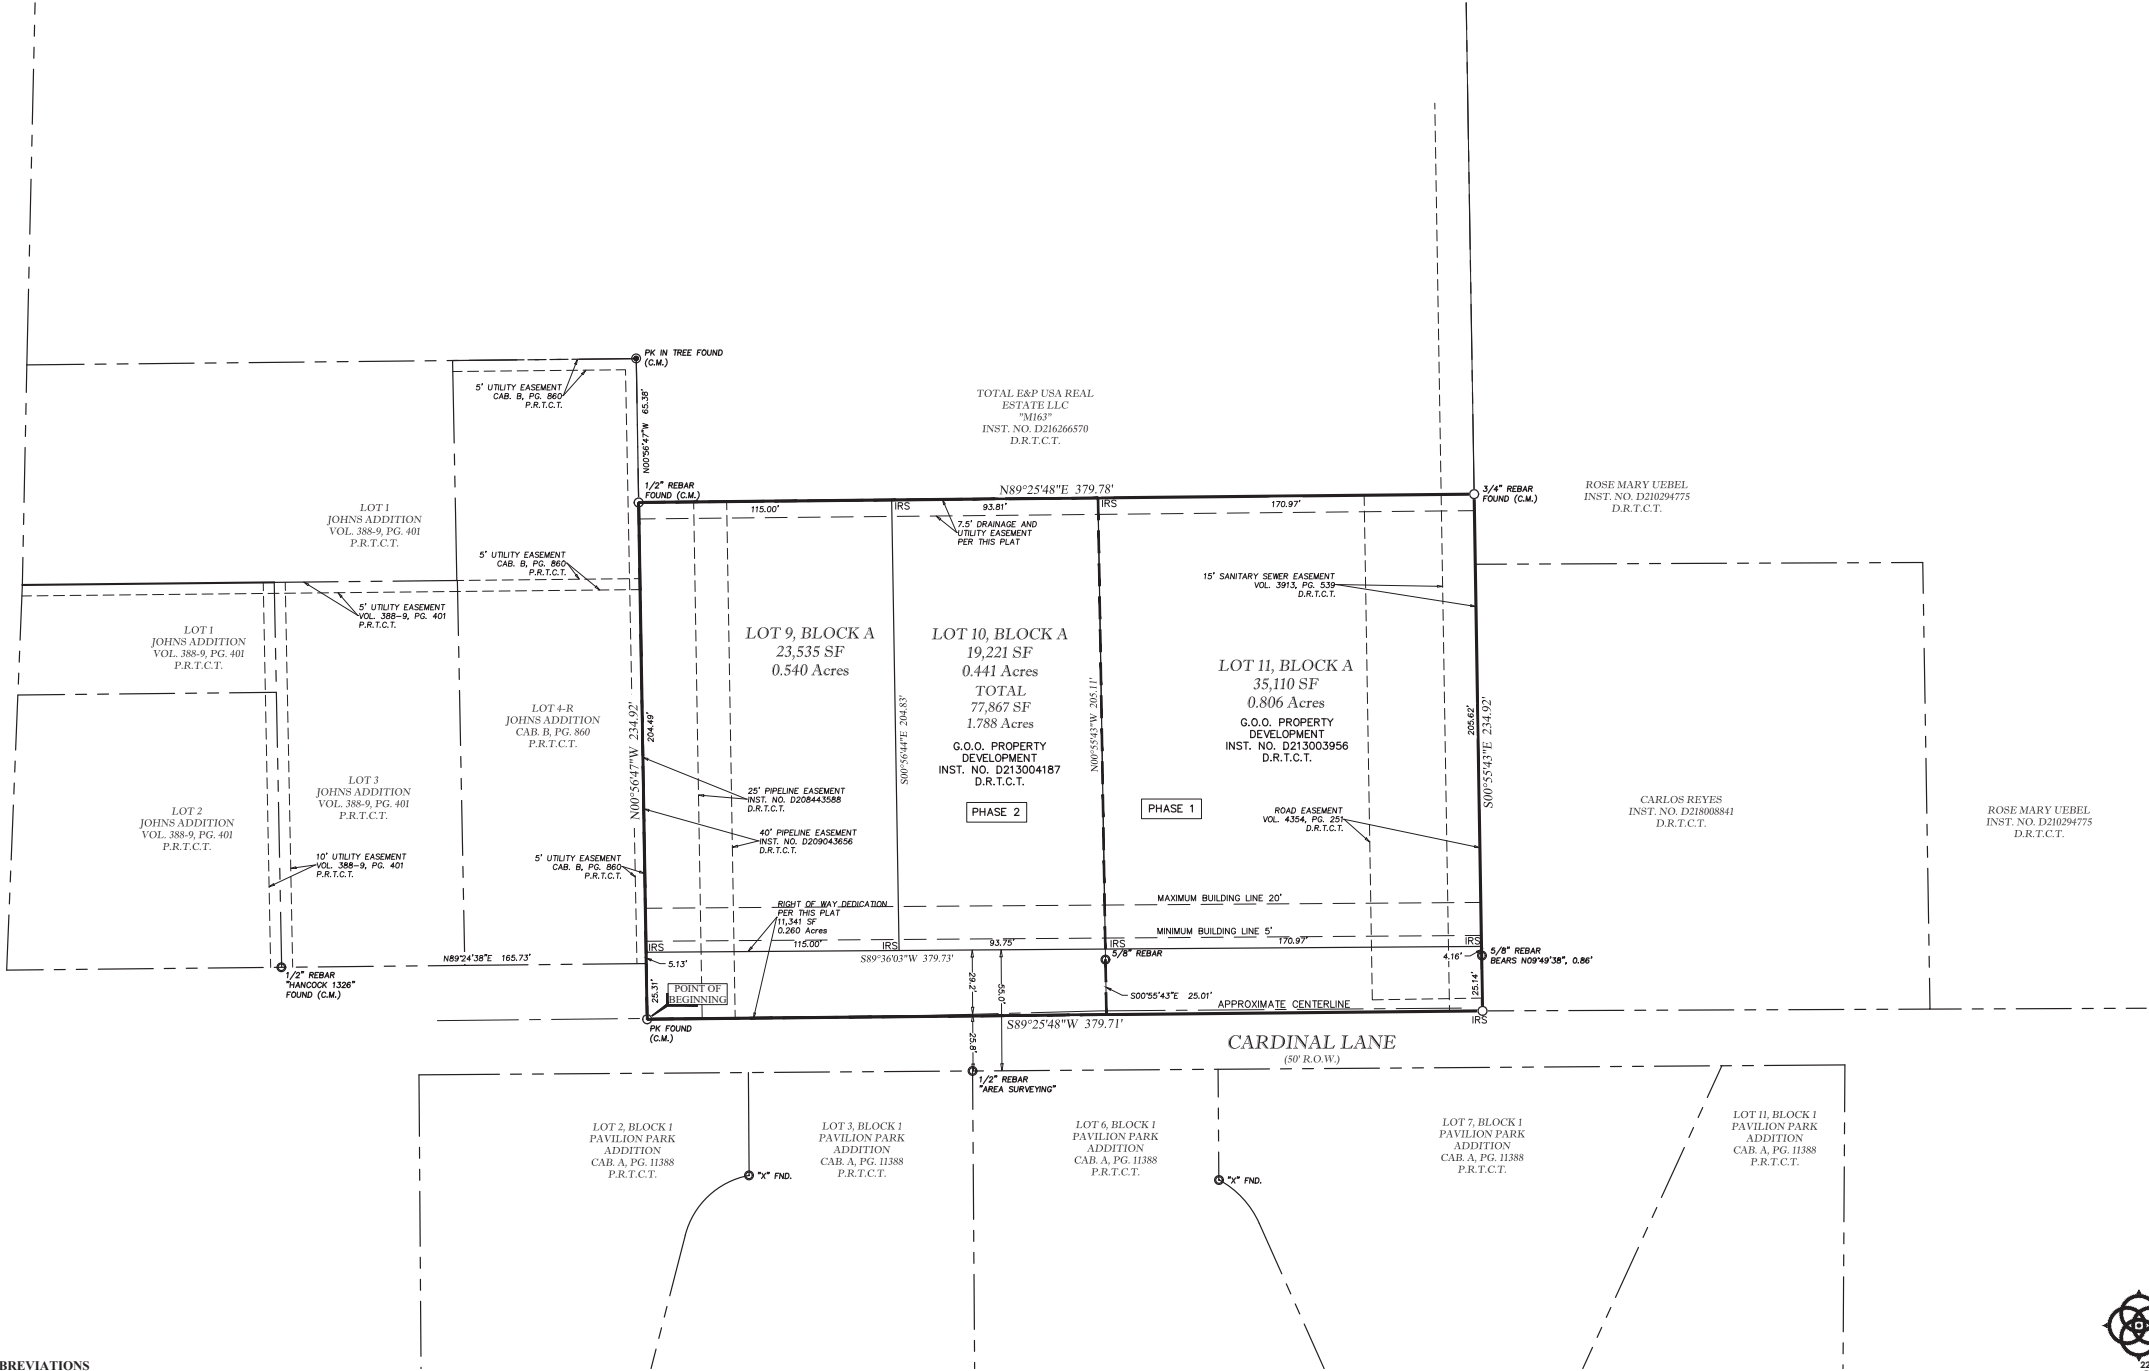 PK IN TREE FOUND
(C.M.)
5' UTILITY EASEMENT
CAB. B, PG. 860
P.R.T.C.T.
N00°56'47"W 65.38'
TOTAL E&P USA REAL
ESTATE LLC
"M163"
INST. NO. D216266570
D.R.T.C.T.
1/2" REBAR
FOUND (C.M.)
N89°25'48"E 379.78'
3/4" REBAR
FOUND (C.M.)
ROSE MARY UEBEL
INST. NO. D210294775
D.R.T.C.T.
115.00'
IRS
93.81'
IRS
170.97'
7.5' DRAINAGE AND
UTILITY EASEMENT
PER THIS PLAT
LOT 1
JOHNS ADDITION
VOL. 388-9, PG. 401
P.R.T.C.T.
5' UTILITY EASEMENT
CAB. B, PG. 860
P.R.T.C.T.
15' SANITARY SEWER EASEMENT
VOL. 3913, PG. 539
D.R.T.C.T.
5' UTILITY EASEMENT
VOL. 388-9, PG. 401
P.R.T.C.T.
LOT 1
JOHNS ADDITION
VOL. 388-9, PG. 401
P.R.T.C.T.
LOT 9, BLOCK A
23,535 SF
0.540 Acres
LOT 10, BLOCK A
19,221 SF
0.441 Acres
TOTAL
77,867 SF
1.788 Acres
G.O.O. PROPERTY
DEVELOPMENT
INST. NO. D213004187
D.R.T.C.T.
PHASE 2
LOT 11, BLOCK A
35,110 SF
0.806 Acres
G.O.O. PROPERTY
DEVELOPMENT
INST. NO. D213003956
D.R.T.C.T.
PHASE 1
N00°56'47"W 234.92'
204.49'
S00°56'44"E 204.83'
N00°55'43"W 205.11'
205.62'
S00°55'43"E 234.92'
LOT 4-R
JOHNS ADDITION
CAB. B, PG. 860
P.R.T.C.T.
LOT 3
JOHNS ADDITION
VOL. 388-9, PG. 401
P.R.T.C.T.
LOT 2
JOHNS ADDITION
VOL. 388-9, PG. 401
P.R.T.C.T.
25' PIPELINE EASEMENT
INST. NO. D208443588
D.R.T.C.T.
40' PIPELINE EASEMENT
INST. NO. D209043656
D.R.T.C.T.
ROAD EASEMENT
VOL. 4354, PG. 251
D.R.T.C.T.
CARLOS REYES
INST. NO. D218008841
D.R.T.C.T.
ROSE MARY UEBEL
INST. NO. D210294775
D.R.T.C.T.
10' UTILITY EASEMENT
VOL. 388-9, PG. 401
P.R.T.C.T.
5' UTILITY EASEMENT
CAB. B, PG. 860
P.R.T.C.T.
RIGHT OF WAY DEDICATION
PER THIS PLAT
11,341 SF
0.260 Acres
MAXIMUM BUILDING LINE 20'
MINIMUM BUILDING LINE 5'
IRS
115.00'
IRS
93.75'
IRS
170.97'
IRS
5/8" REBAR
S89°36'03"W 379.73'
4.16'
5/8" REBAR
BEARS N09°49'38", 0.86'
N89°24'38"E 165.73'
5.13'
1/2" REBAR
"HANCOCK 1326"
FOUND (C.M.)
25.31'
POINT OF
BEGINNING
29.2'
55.0'
S00°55'43"E 25.01'
25.14'
APPROXIMATE CENTERLINE
PK FOUND
(C.M.)
S89°25'48"W 379.71'
IRS
25.8'
CARDINAL LANE
(50' R.O.W.)
1/2" REBAR
"AREA SURVEYING"
LOT 2, BLOCK 1
PAVILION PARK
ADDITION
CAB. A, PG. 11388
P.R.T.C.T.
LOT 3, BLOCK 1
PAVILION PARK
ADDITION
CAB. A, PG. 11388
P.R.T.C.T.
LOT 6, BLOCK 1
PAVILION PARK
ADDITION
CAB. A, PG. 11388
P.R.T.C.T.
LOT 7, BLOCK 1
PAVILION PARK
ADDITION
CAB. A, PG. 11388
P.R.T.C.T.
LOT 11, BLOCK 1
PAVILION PARK
ADDITION
CAB. A, PG. 11388
P.R.T.C.T.
"X" FND.
"X" FND.
BREVIATIONS
22